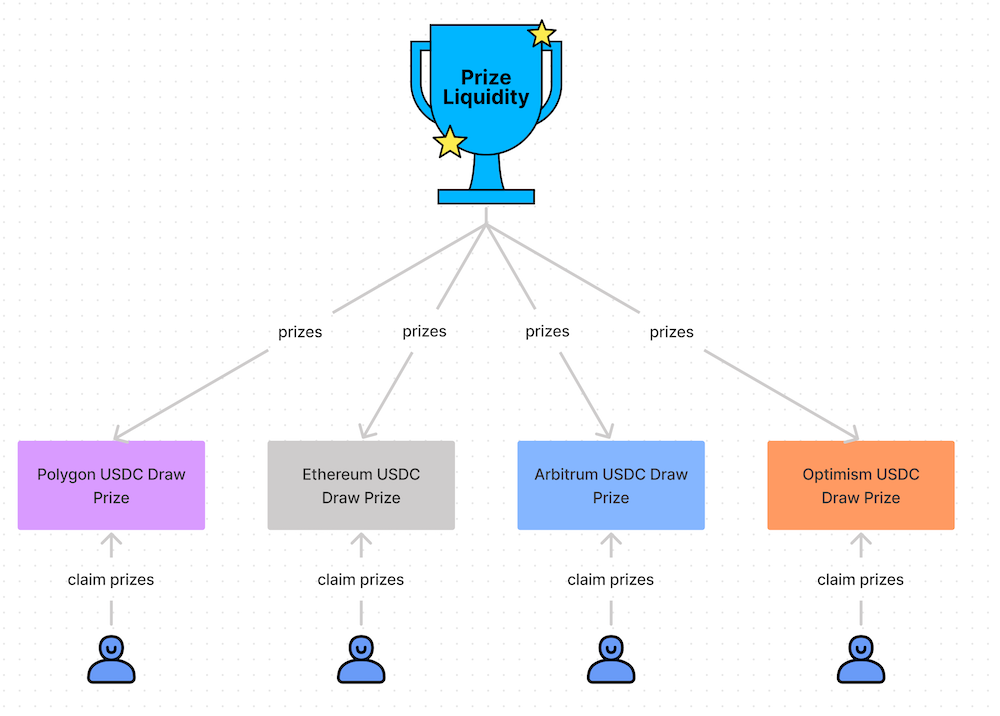 Prize
Liquidity
prizes
prizes
prizes
prizes
Polygon USDC Draw
Prize
Ethereum USDC
Draw Prize
Arbitrum USDC Draw
Prize
Optimism USDC
Draw Prize
claim prizes
claim prizes
claim prizes
claim prizes